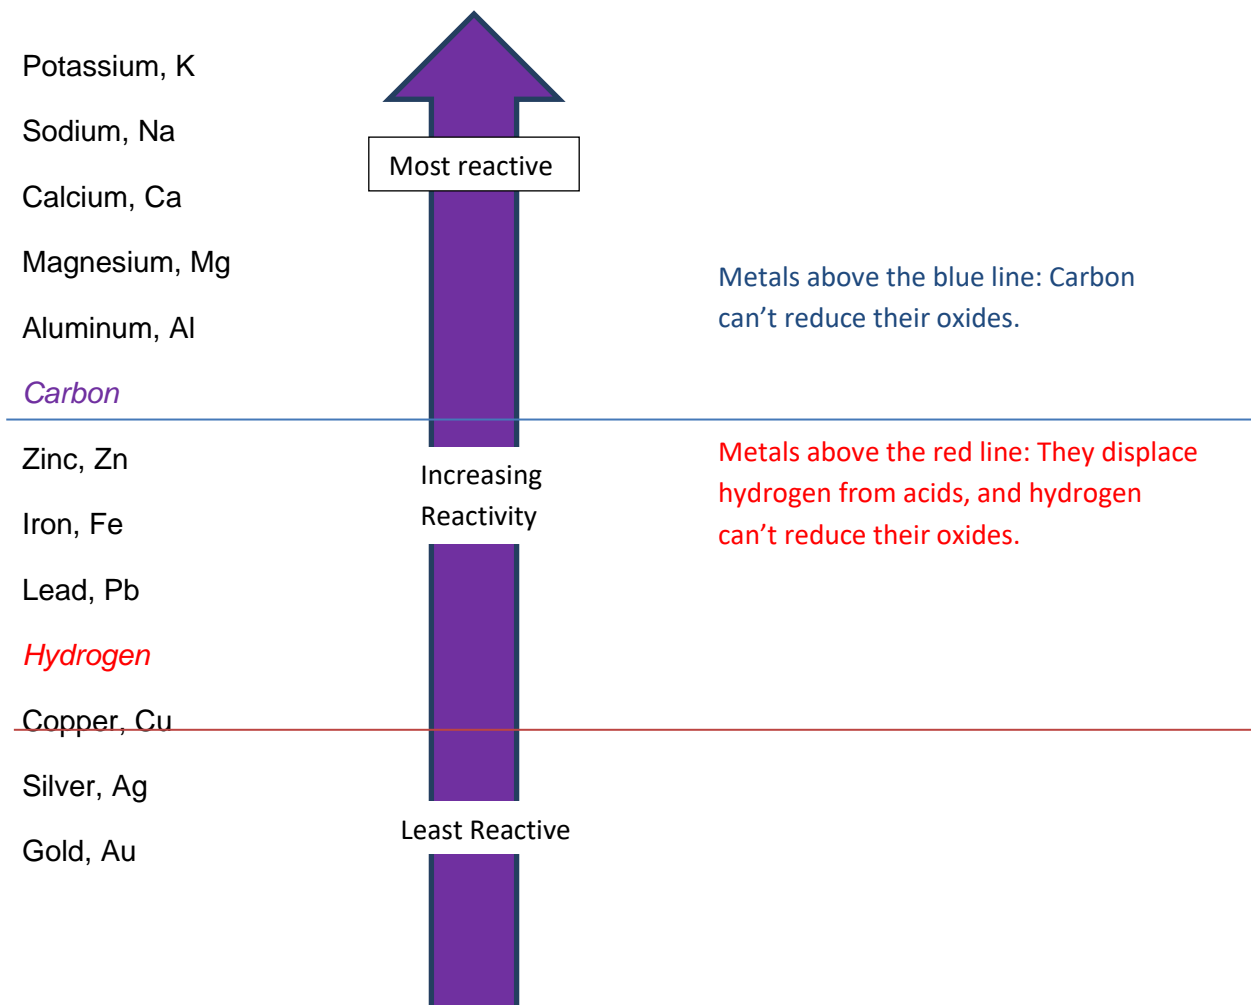 Potassium, K
Sodium, Na
Most reactive
Calcium, Ca
Magnesium, Mg
Metals above the blue line: Carbon
can’t reduce their oxides.
Aluminum, Al
Carbon
Zinc, Zn
Increasing
Reactivity
Metals above the red line: They displace
hydrogen from acids, and hydrogen
can’t reduce their oxides.
Iron, Fe
Lead, Pb
Hydrogen
Copper, Cu
Silver, Ag
Least Reactive
Gold, Au